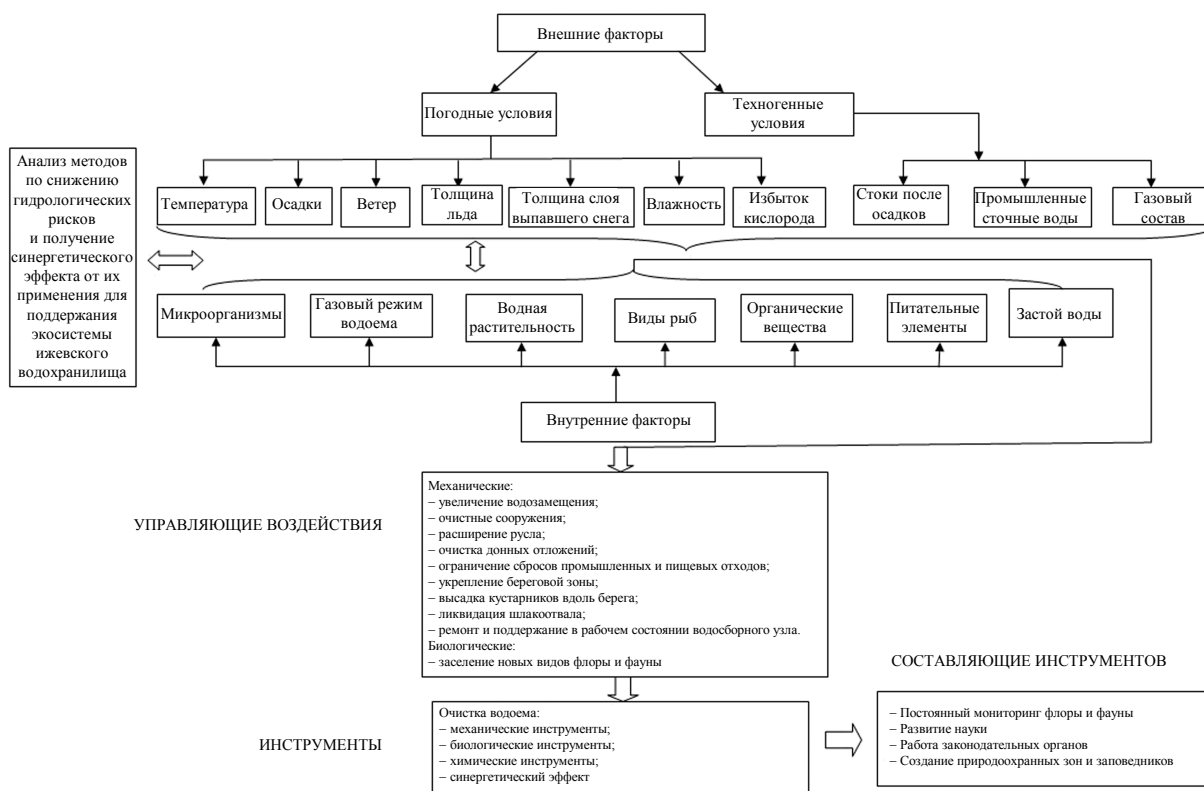 Внешние факторы
Погодные условия
Техногенные
условия
Анализ методов
по снижению
гидрологических
рисков
и получение
синергетического
эффекта от их
применения для
поддержания
экосистемы
ижевского
водохранилища
Температура
Осадки
Ветер
Толщина
льда
Толщина слоя
выпавшего снега
Влажность
Избыток
кислорода
Стоки после
осадков
Промышленные
сточные воды
Газовый
состав
Микроорганизмы
Газовый режим
водоема
Водная
растительность
Виды рыб
Органические
вещества
Питательные
элементы
Застой воды
Внутренние факторы
УПРАВЛЯЮЩИЕ ВОЗДЕЙСТВИЯ
Механические:
– увеличение водозамещения;
– очистные сооружения;
– расширение русла;
– очистка донных отложений;
– ограничение сбросов промышленных и пищевых отходов;
– укрепление береговой зоны;
– высадка кустарников вдоль берега;
– ликвидация шлакоотвала;
– ремонт и поддержание в рабочем состоянии водосборного узла.
Биологические:
– заселение новых видов флоры и фауны
ИНСТРУМЕНТЫ
Очистка водоема:
– механические инструменты;
– биологические инструменты;
– химические инструменты;
– синергетический эффект
СОСТАВЛЯЮЩИЕ ИНСТРУМЕНТОВ
– Постоянный мониторинг флоры и фауны
– Развитие науки
– Работа законодательных органов
– Создание природоохранных зон и заповедников